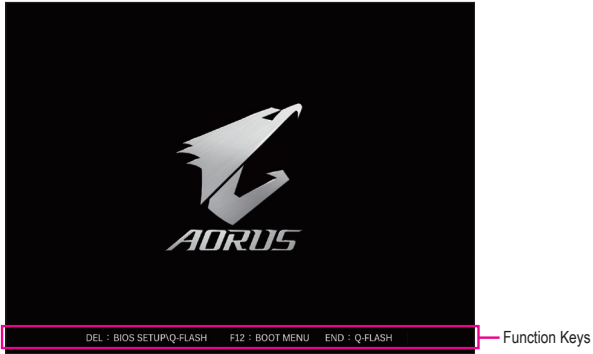 AORUS
DEL : BIOS SETUP\Q-FLASH F12 : BOOT MENU END : Q-FLASH
Function Keys